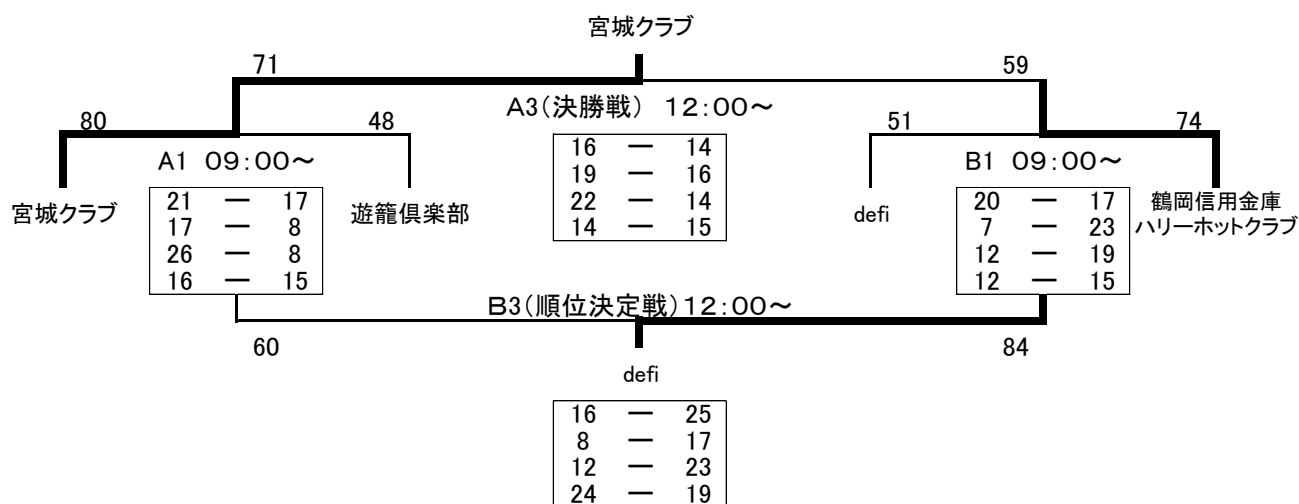 宮城クラブ
71 59
A3(決勝戦) 12:00～
80 48 51 74
A1 09:00～
B1 09:00～
16 ー 14
19 ー 16
22 ー 14
14 ー 15
宮城クラブ
21 ー 17
17 ー 8
26 ー 8
16 ー 15
遊籠倶楽部
defi
20 ー 17
7 ー 23
12 ー 19
12 ー 15
鶴岡信用金庫
ハリーホットクラブ
B3(順位決定戦)12:00～
60 84
defi
16 ー 25
8 ー 17
12 ー 23
24 ー 19